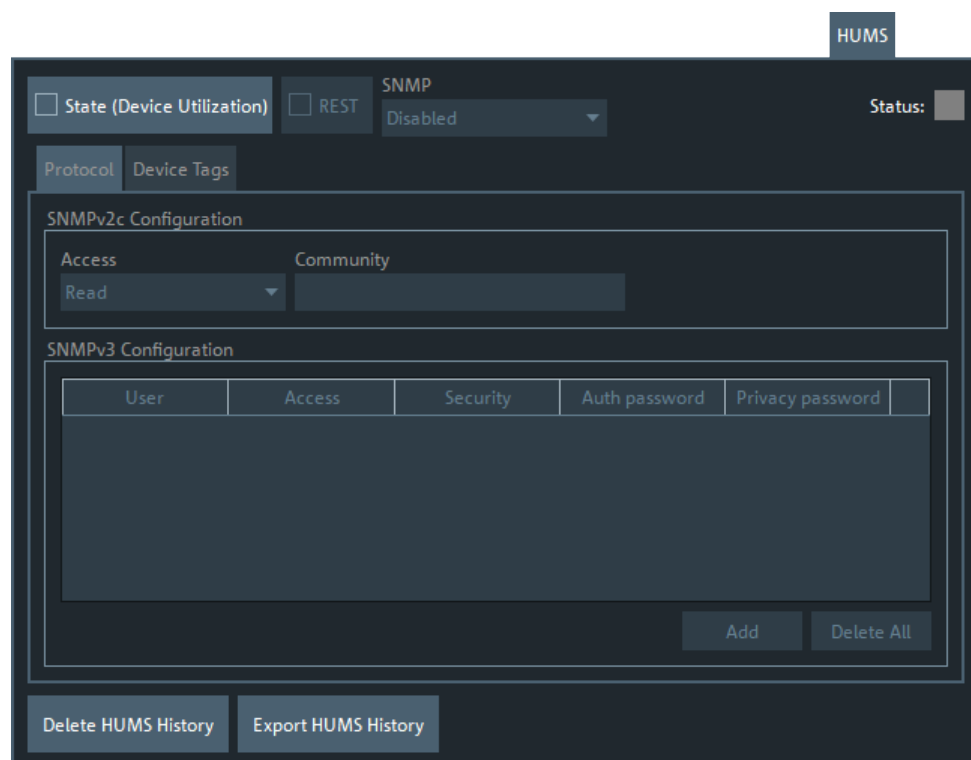 HUMS
State (Device Utilization)
REST
SNMP
Disabled
Status:
Protocol
Device Tags
SNMPv2c Configuration
Access
Community
Read
SNMPv3 Configuration
User
Access
Security
Auth password
Privacy password
Add
Delete All
Delete HUMS History
Export HUMS History